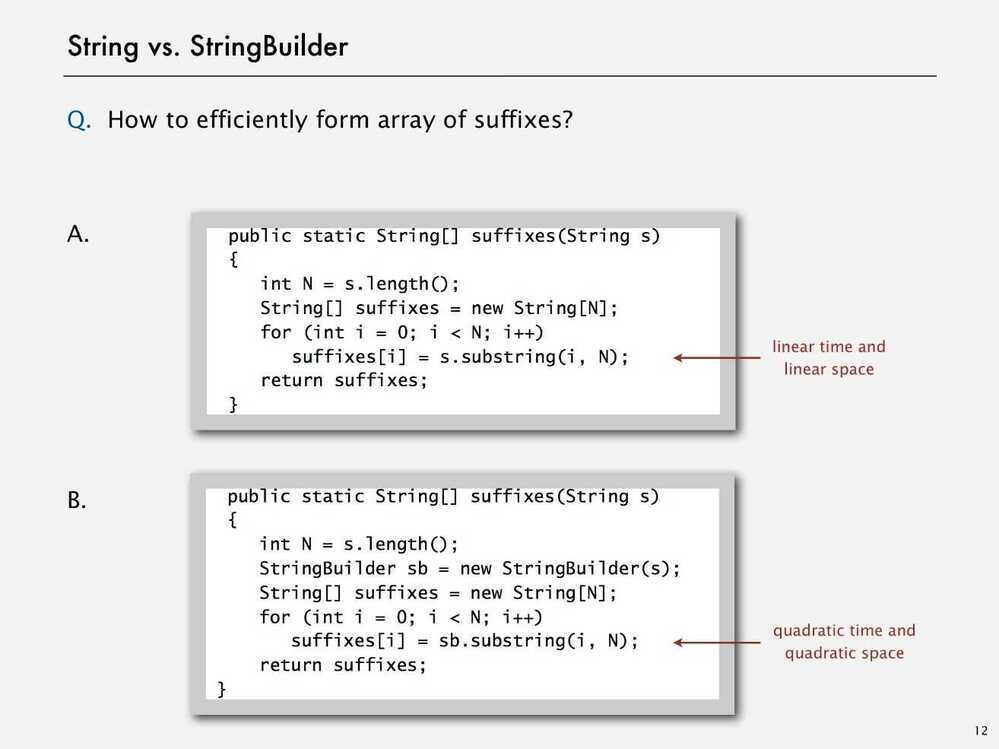 String vs. StringBuilder
Q. How to efficiently form array of suffixes?
A.
public static String[] suffixes(String s)
{
   int N = s.length();
   String[] suffixes = new String[N];
   for (int i = 0; i < N; i++)
      suffixes[i] = s.substring(i, N);
   return suffixes;
}
linear time and
linear space
B.
public static String[] suffixes(String s)
{
   int N = s.length();
   StringBuilder sb = new StringBuilder(s);
   String[] suffixes = new String[N];
   for (int i = 0; i < N; i++)
      suffixes[i] = sb.substring(i, N);
   return suffixes;
}
quadratic time and
quadratic space
12